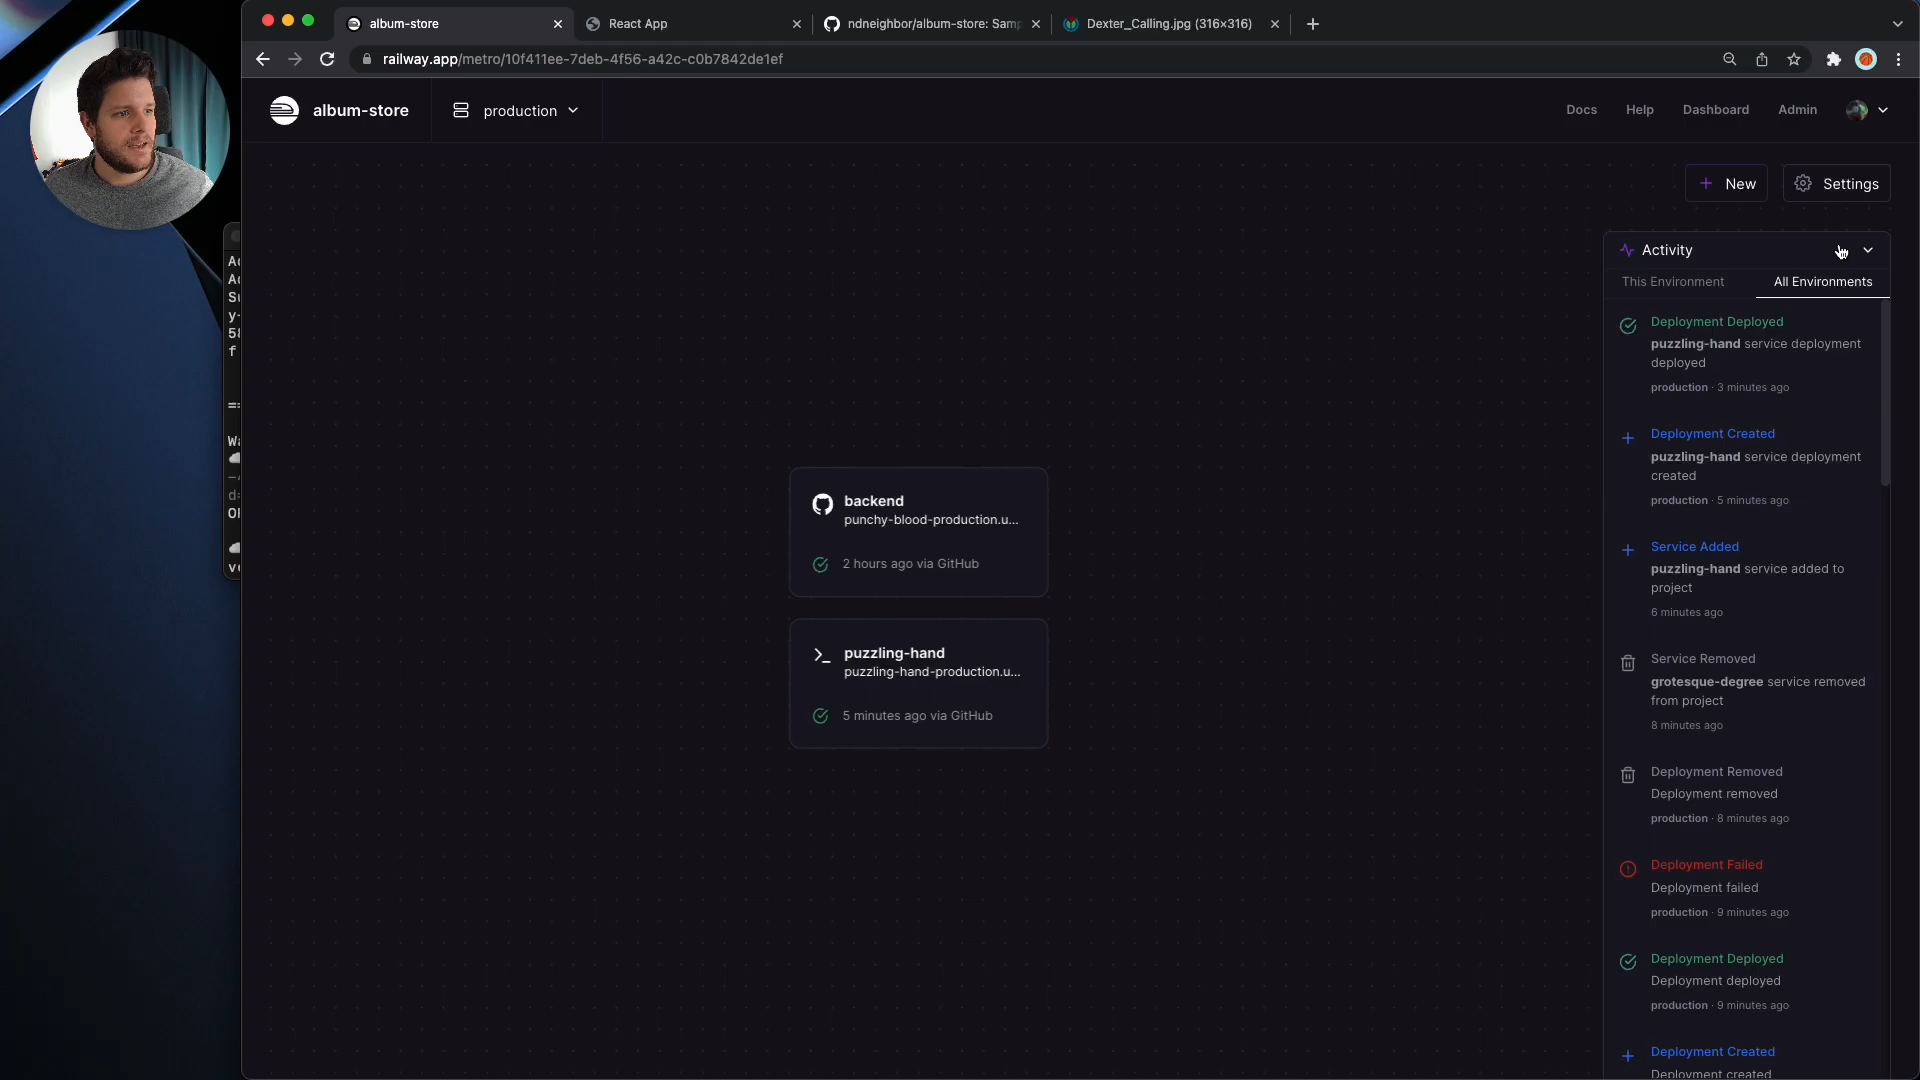 album-store
React App
ndneighbor/album-store: Samp
Dexter_Calling.jpg (316×316)
railway.app/metro/10f411ee-7deb-4f56-a42c-c0b7842de1ef
album-store
production
Docs
Help
Dashboard
Admin
New
Settings
Activity
This Environment
All Environments
Deployment Deployed
puzzling-hand service deployment
deployed
production · 3 minutes ago
Deployment Created
puzzling-hand service deployment
created
production · 5 minutes ago
Service Added
puzzling-hand service added to
project
6 minutes ago
Service Removed
grotesque-degree service removed
from project
8 minutes ago
Deployment Removed
Deployment removed
production · 8 minutes ago
Deployment Failed
Deployment failed
production · 9 minutes ago
Deployment Deployed
Deployment deployed
production · 9 minutes ago
Deployment Created
Deployment created
backend
punchy-blood-production.u...
2 hours ago via GitHub
>_ puzzling-hand
puzzling-hand-production.u...
5 minutes ago via GitHub